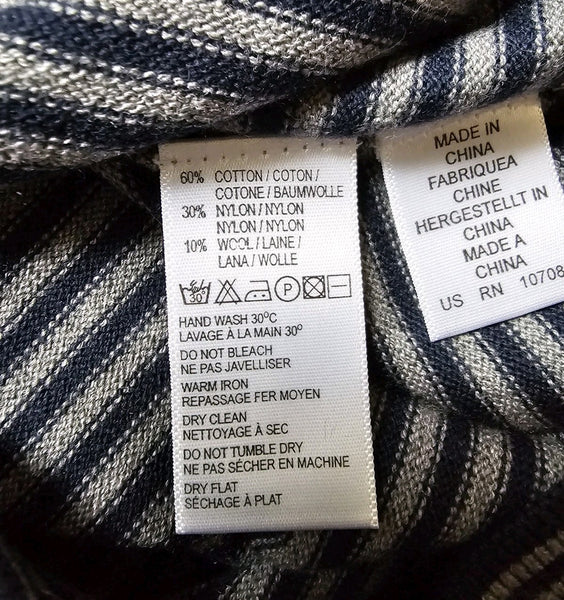 60% COTTON / COTON /
COTONE / BAUMWOLLE
30% NYLON / NYLON
NYLON / NYLON
10% WOOL / LAINE /
LANA / WOLLE
30°
P
HAND WASH 30°C
LAVAGE À LA MAIN 30°
DO NOT BLEACH
NE PAS JAVELLISER
WARM IRON
REPASSAGE FER MOYEN
DRY CLEAN
NETTOYAGE À SEC
DO NOT TUMBLE DRY
NE PAS SÉCHER EN MACHINE
DRY FLAT
SÉCHAGE À PLAT
MADE IN
CHINA
FABRIQUEA
CHINE
HERGESTELLT IN
CHINA
MADE A
CHINA
US RN 10708